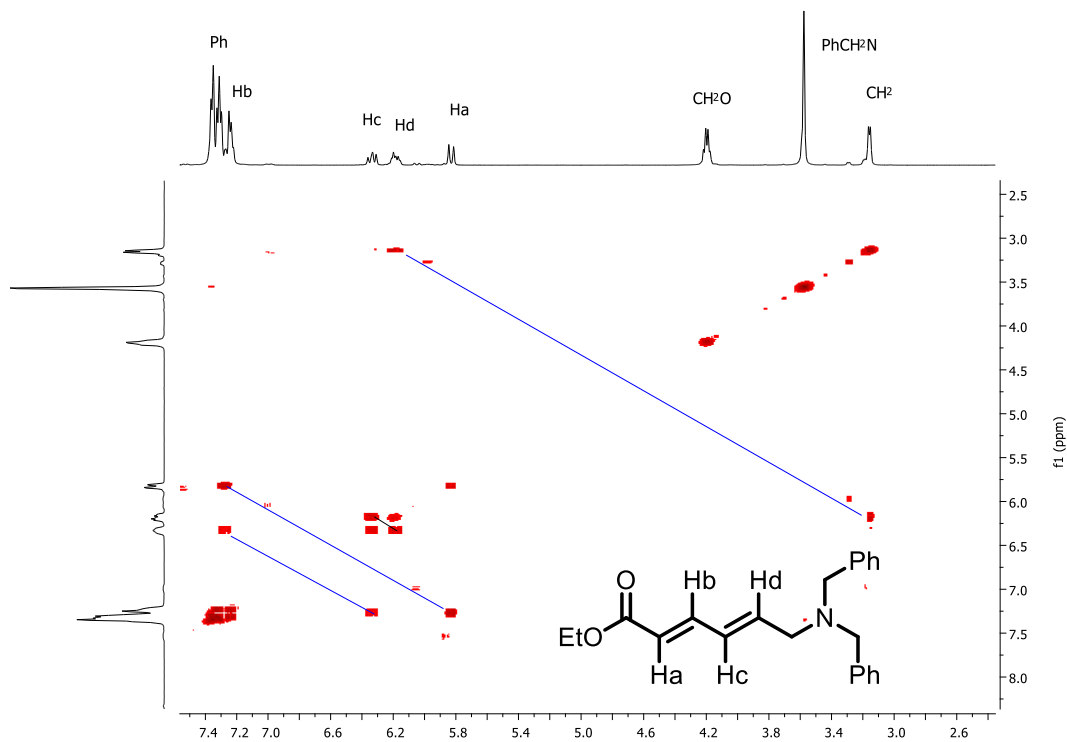 Ph
Hb
Hc
Hd
Ha
CH2O
PhCH2N
CH2
2.5
3.0
3.5
4.0
4.5
5.0
5.5
6.0
6.5
7.0
7.5
8.0
f1 (ppm)
O
EtO
Ha
Hb
Hc
Hd
N
Ph
Ph
7.4 7.2 7.0 6.6 6.2 5.8 5.4 5.0 4.6 4.2 3.8 3.4 3.0 2.6